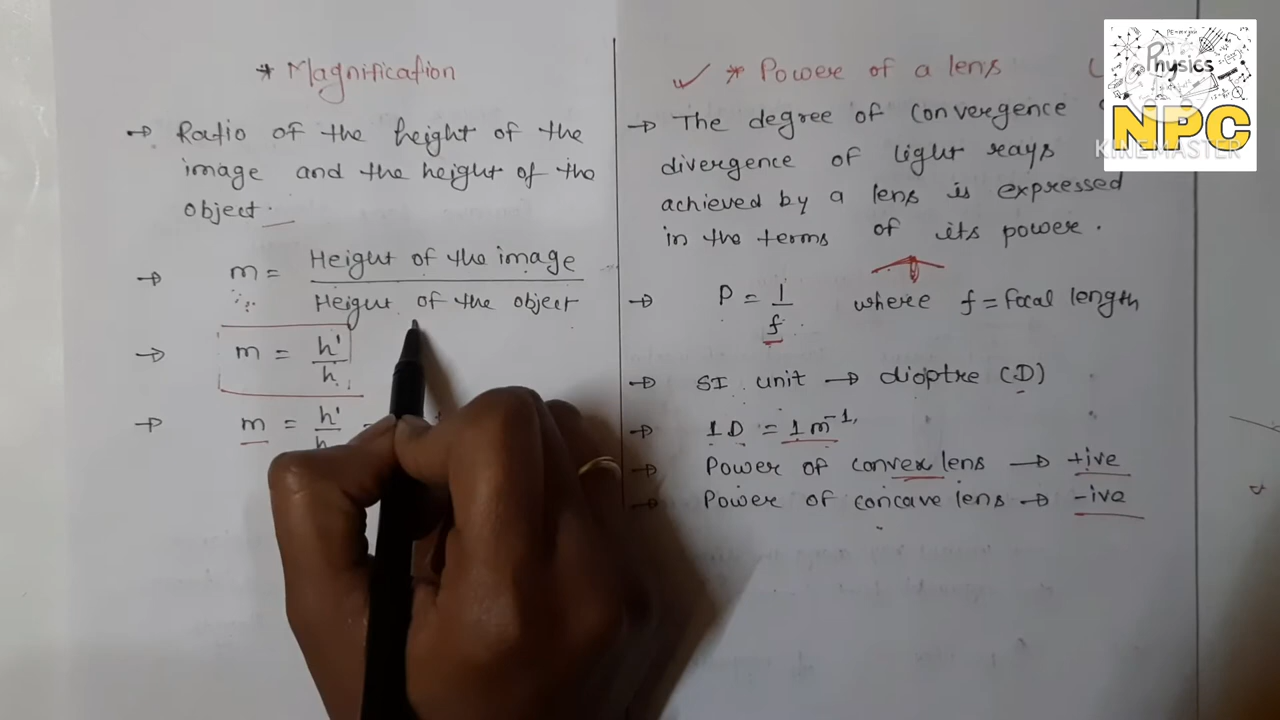 * Magnification
→ Ratio of the height of the
image and the height of the
object.
→ m = Height of the image
Height of the object
→ m = h'
h
→ m = h'
h
✓ * Power of a lens
→ The degree of convergence
divergence of light rays
achieved by a lens is expressed
in the terms of its power.
→ P = 1 where f = focal length
f
→ SI unit → dioptre (D)
→ 1 D = 1 m⁻¹,
→ Power of convex lens → +ive
→ Power of concave lens → -ive
Physics
NPC
KINEMASTER